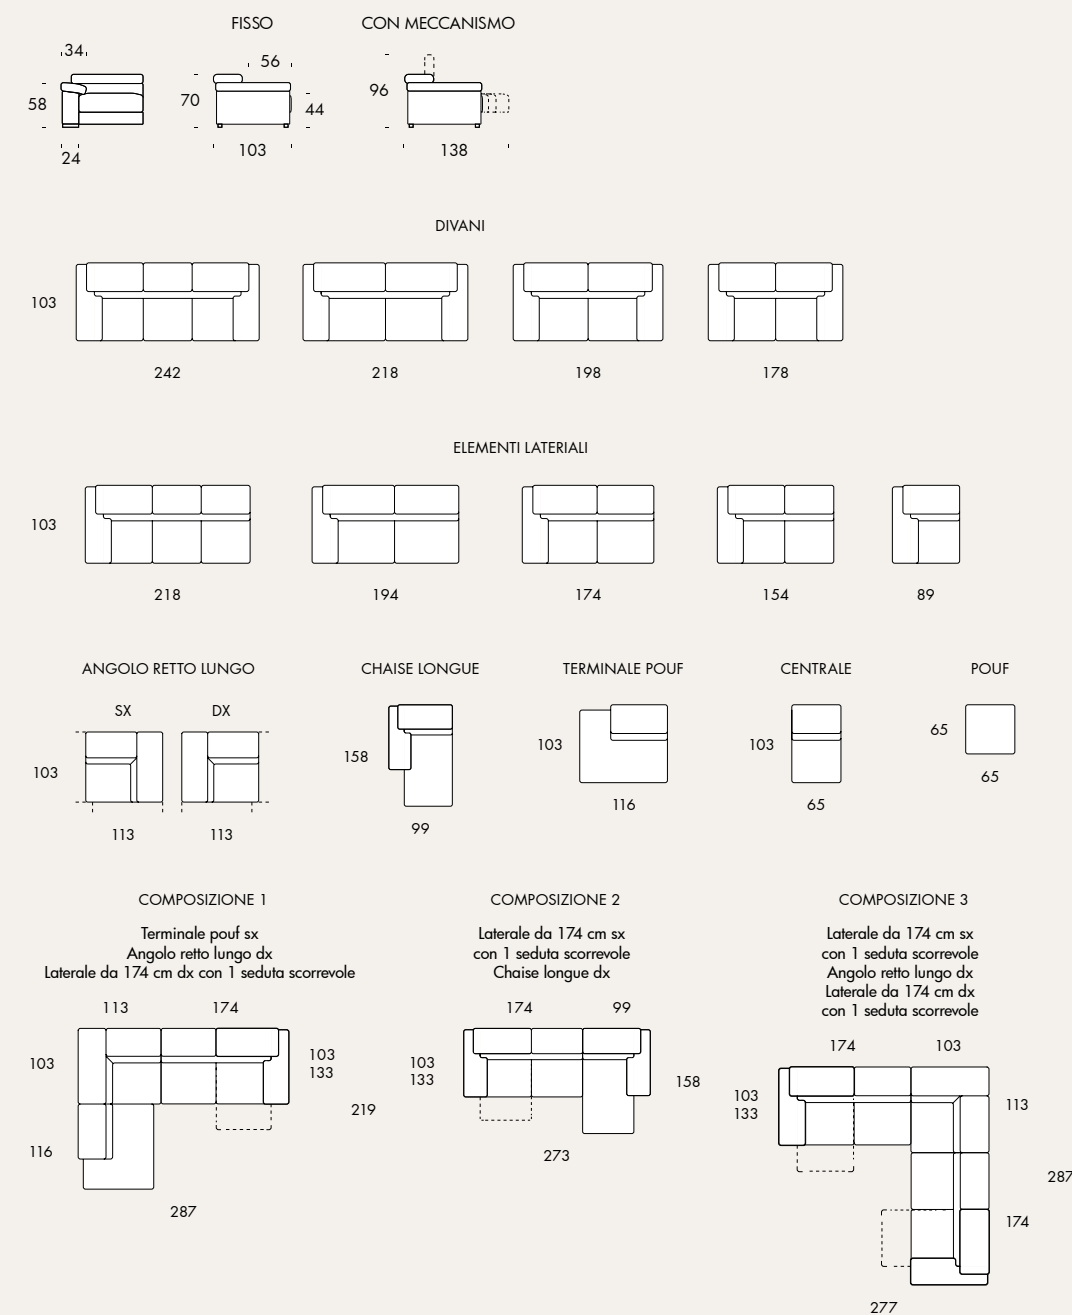 FISSO
CON MECCANISMO
34
56
58
70
44
96
24
103
138
DIVANI
103
242
218
198
178
ELEMENTI LATERIALI
103
218
194
174
154
89
ANGOLO RETTO LUNGO
CHAISE LONGUE
TERMINALE POUF
CENTRALE
POUF
SX
DX
103
158
103
103
65
113
113
99
116
65
65
COMPOSIZIONE 1
Terminale pouf sx
Angolo retto lungo dx
Laterale da 174 cm dx con 1 seduta scorrevole
113
174
103
103
133
219
116
287
COMPOSIZIONE 2
Laterale da 174 cm sx
con 1 seduta scorrevole
Chaise longue dx
174
99
103
133
158
273
COMPOSIZIONE 3
Laterale da 174 cm sx
con 1 seduta scorrevole
Angolo retto lungo dx
Laterale da 174 cm dx
con 1 seduta scorrevole
174
103
103
133
113
287
174
277